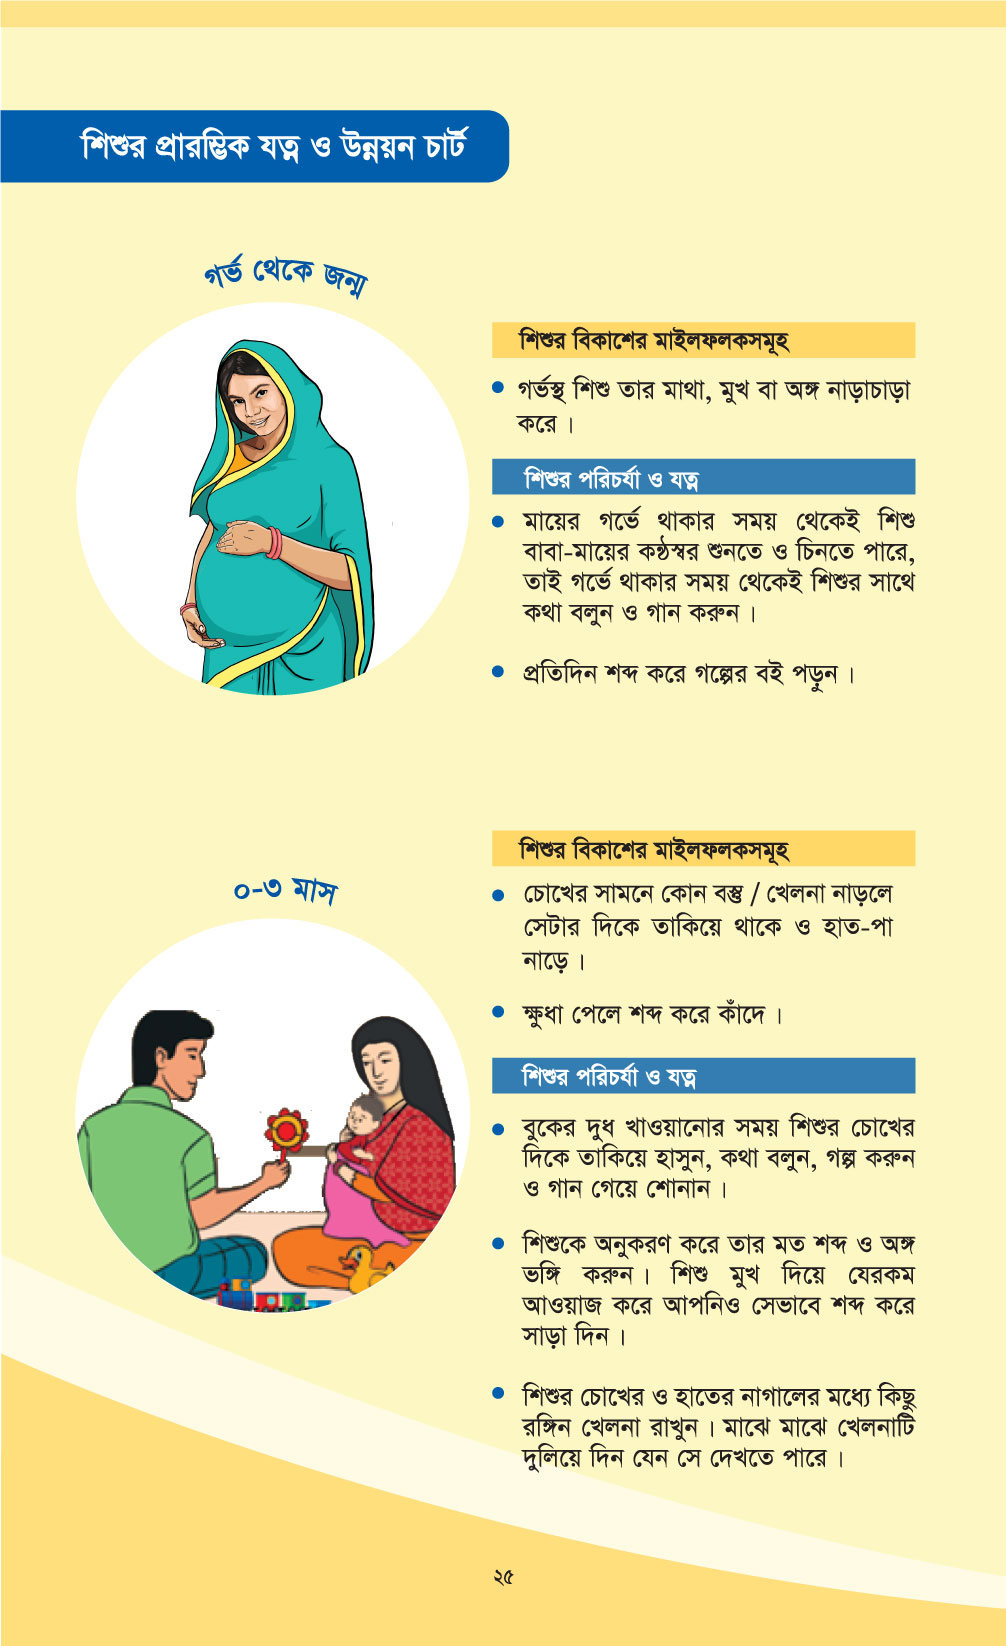 শিশুর প্রারম্ভিক যত্ন ও উন্নয়ন চার্ট
গর্ভ থেকে জন্ম
শিশুর বিকাশের মাইলফলকসমূহ
গর্ভস্থ শিশু তার মাথা, মুখ বা অঙ্গ নাড়াচাড়া
করে ।
শিশুর পরিচর্যা ও যত্ন
মায়ের গর্ভে থাকার সময় থেকেই শিশু
বাবা-মায়ের কন্ঠস্বর শুনতে ও চিনতে পারে,
তাই গর্ভে থাকার সময় থেকেই শিশুর সাথে
কথা বলুন ও গান করুন ।
প্রতিদিন শব্দ করে গল্পের বই পড়ুন ।
০-৩ মাস
শিশুর বিকাশের মাইলফলকসমূহ
চোখের সামনে কোন বস্তু / খেলনা নাড়লে
সেটার দিকে তাকিয়ে থাকে ও হাত-পা
নাড়ে ।
ক্ষুধা পেলে শব্দ করে কাঁদে ।
শিশুর পরিচর্যা ও যত্ন
বুকের দুধ খাওয়ানোর সময় শিশুর চোখের
দিকে তাকিয়ে হাসুন, কথা বলুন, গল্প করুন
ও গান গেয়ে শোনান ।
শিশুকে অনুকরণ করে তার মত শব্দ ও অঙ্গ
ভঙ্গি করুন । শিশু মুখ দিয়ে যেরকম
আওয়াজ করে আপনিও সেভাবে শব্দ করে
সাড়া দিন ।
শিশুর চোখের ও হাতের নাগালের মধ্যে কিছু
রঙ্গিন খেলনা রাখুন । মাঝে মাঝে খেলনাটি
দুলিয়ে দিন যেন সে দেখতে পারে ।
২৫